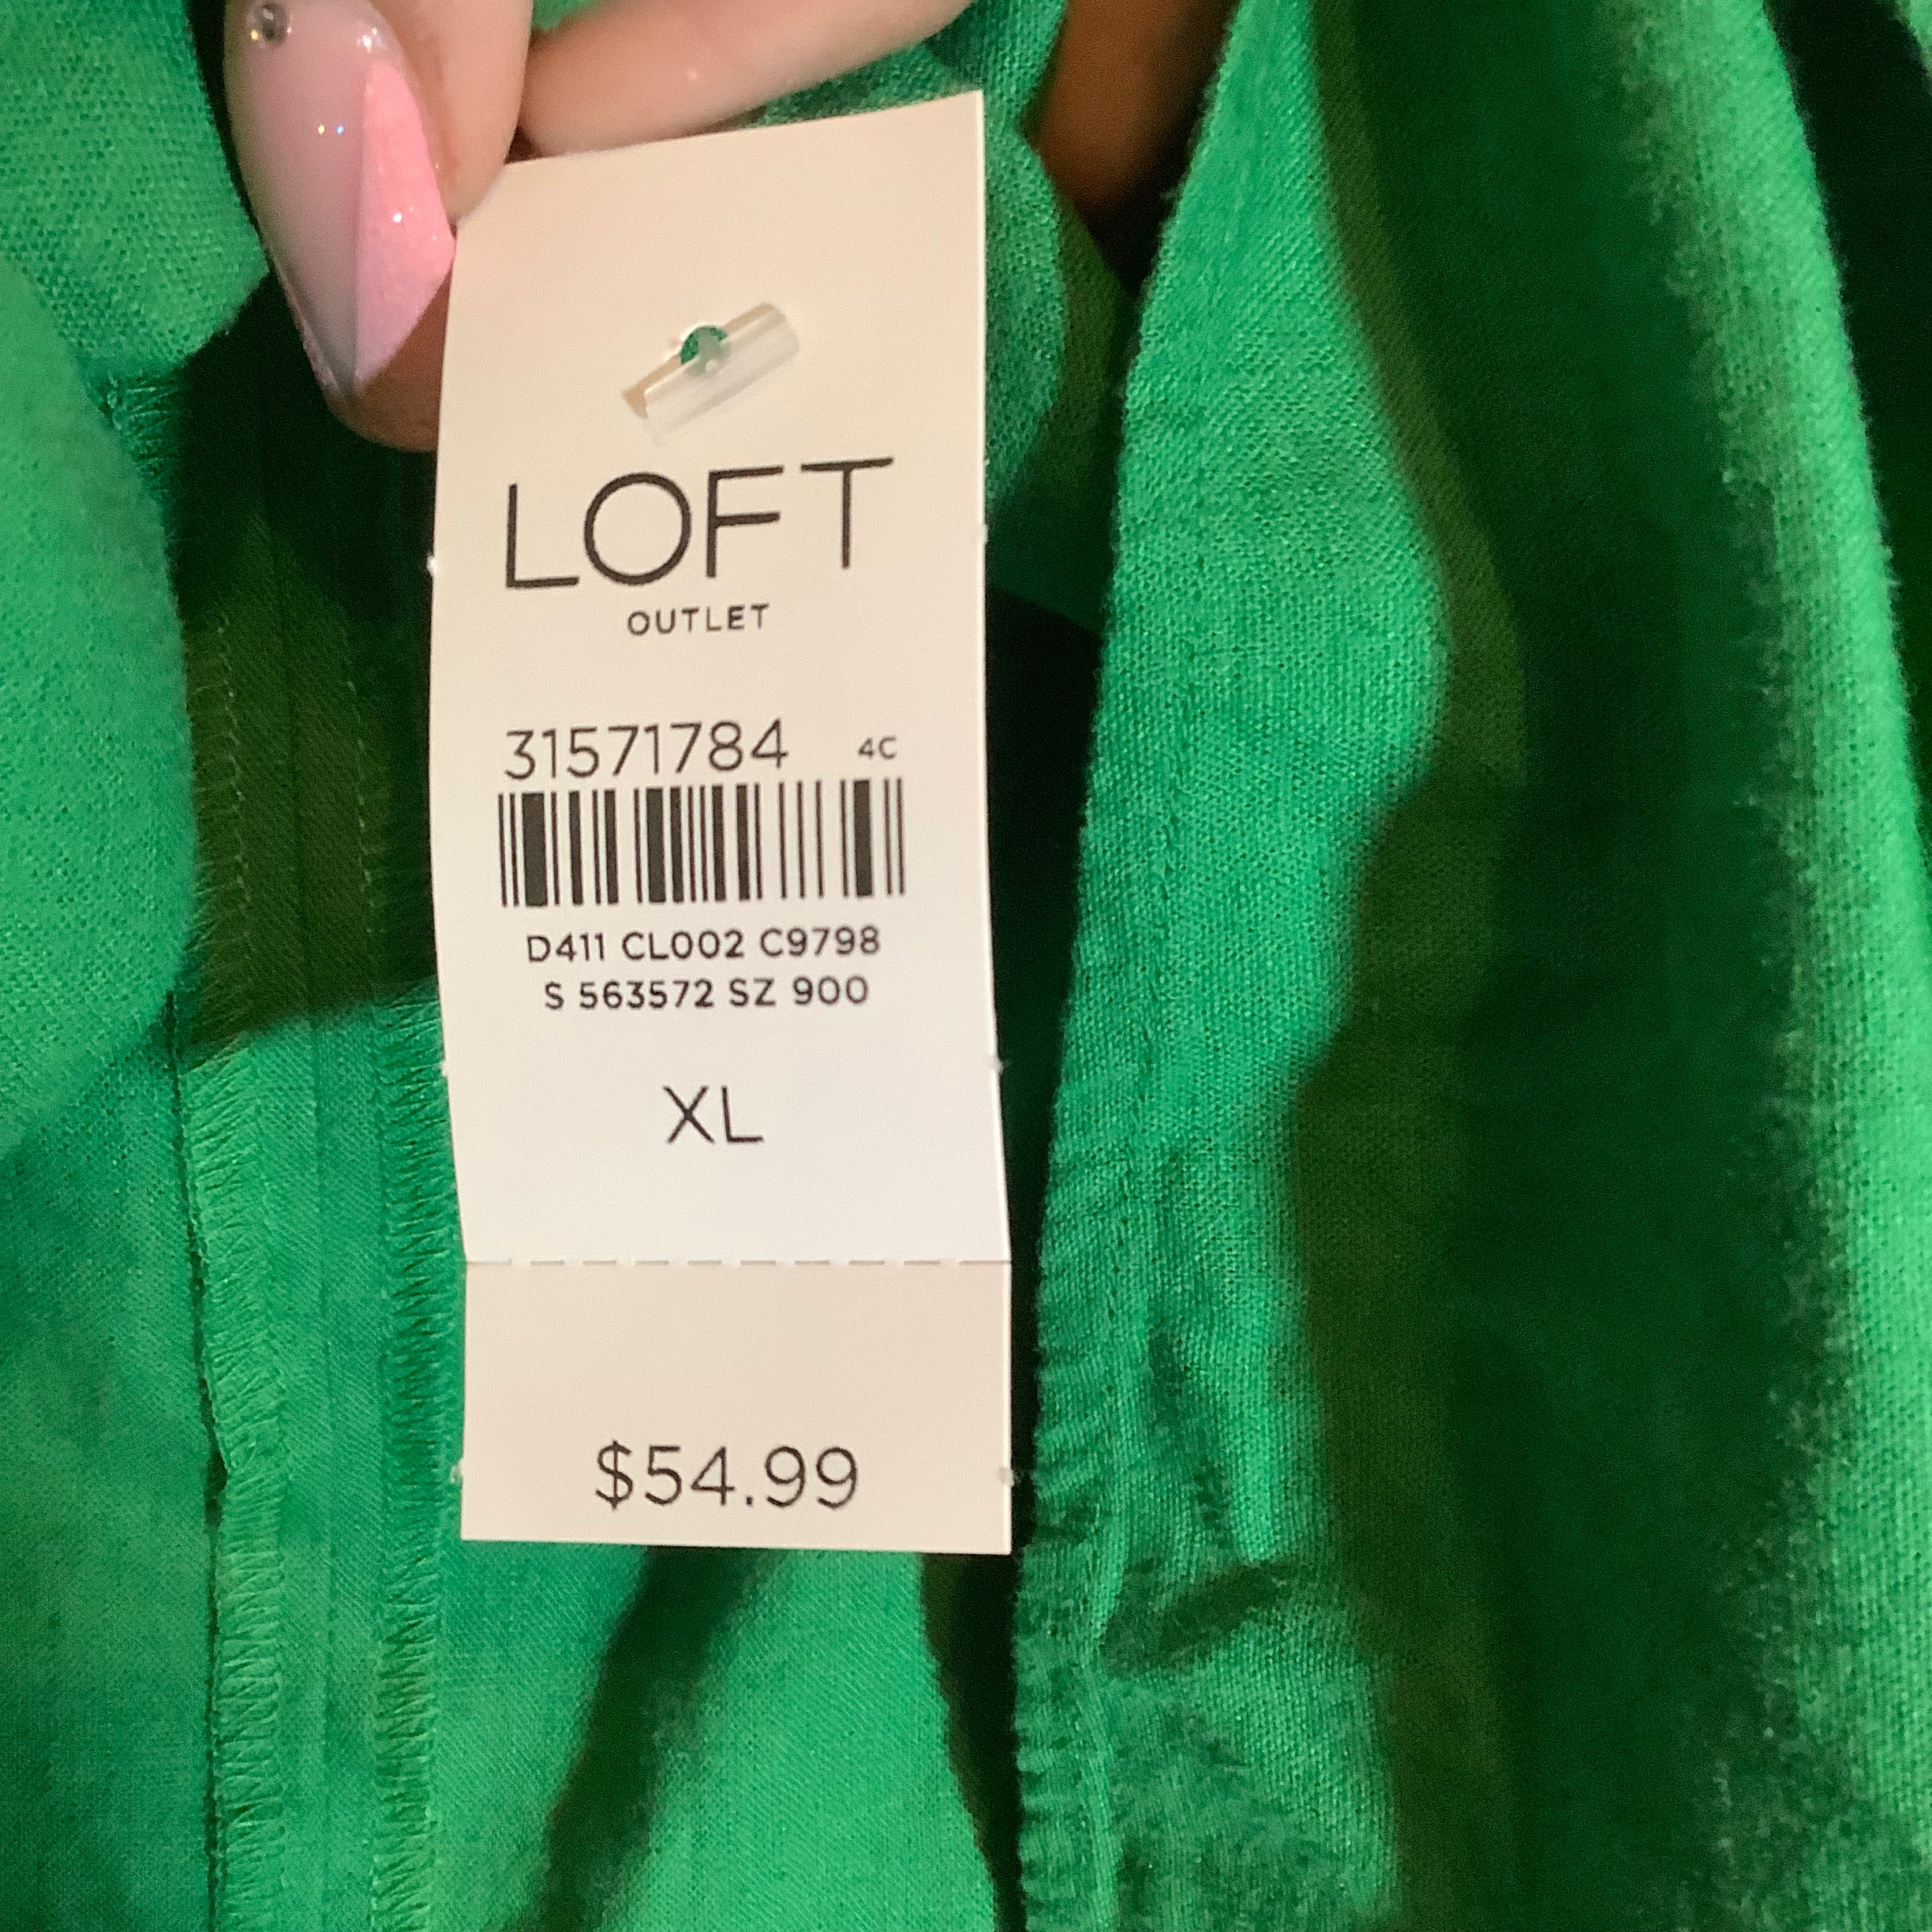 LOFT
OUTLET
31571784 4C
D411 CL002 C9798
S 563572 SZ 900
XL
$54.99